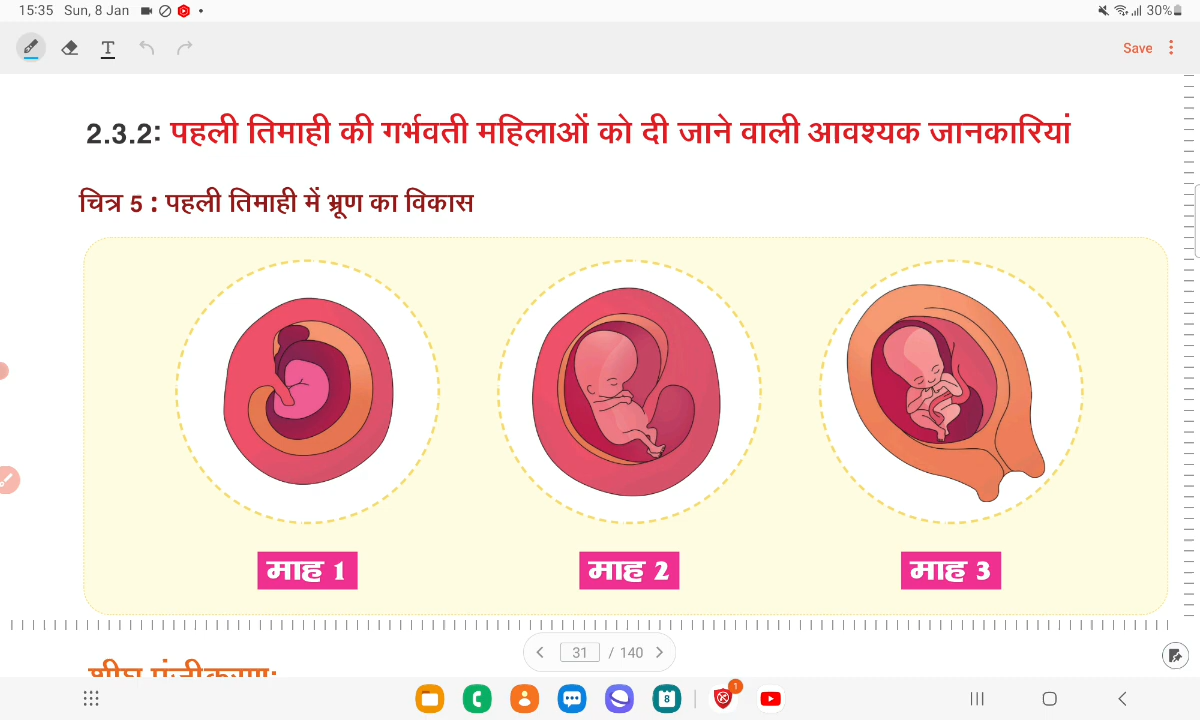 15:35 Sun, 8 Jan
30%
T
Save
2.3.2: पहली तिमाही की गर्भवती महिलाओं को दी जाने वाली आवश्यक जानकारियां
चित्र 5 : पहली तिमाही में भ्रूण का विकास
माह 1
माह 2
माह 3
31 / 140
शीघ्र पंजीकरण:
8
1